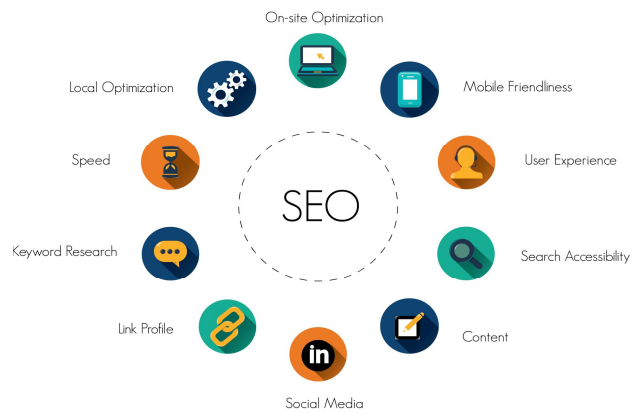 On-site Optimization
Local Optimization
Mobile Friendliness
Speed
User Experience
SEO
Keyword Research
Search Accessibility
Link Profile
Content
in
Social Media